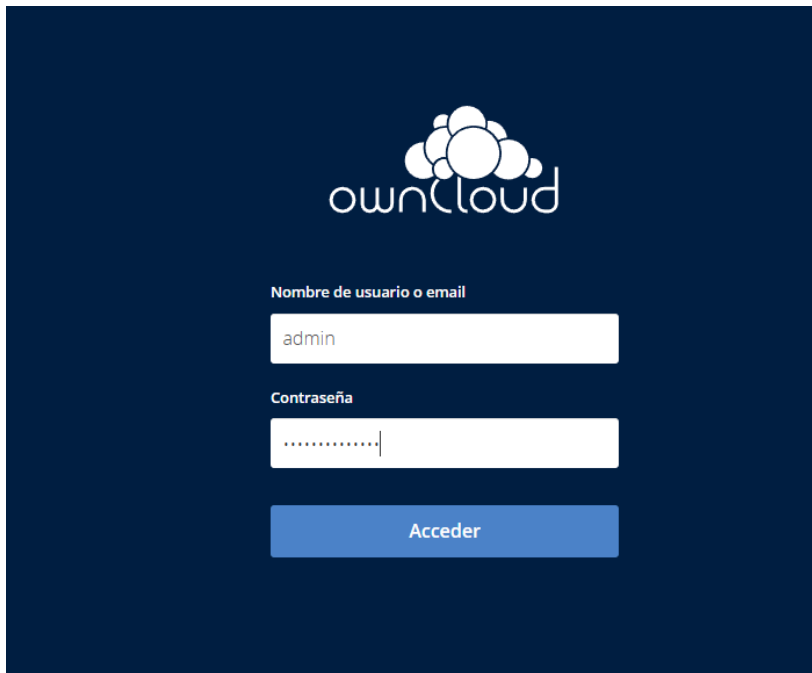 ownCloud
Nombre de usuario o email
admin
Contraseña
••••••••••••••
Acceder